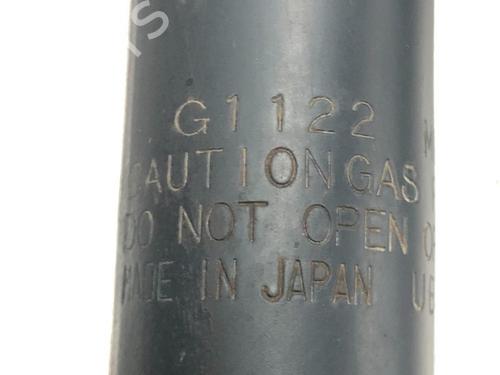 G1122
CAUTION GAS
DO NOT OPEN
MADE IN JAPAN